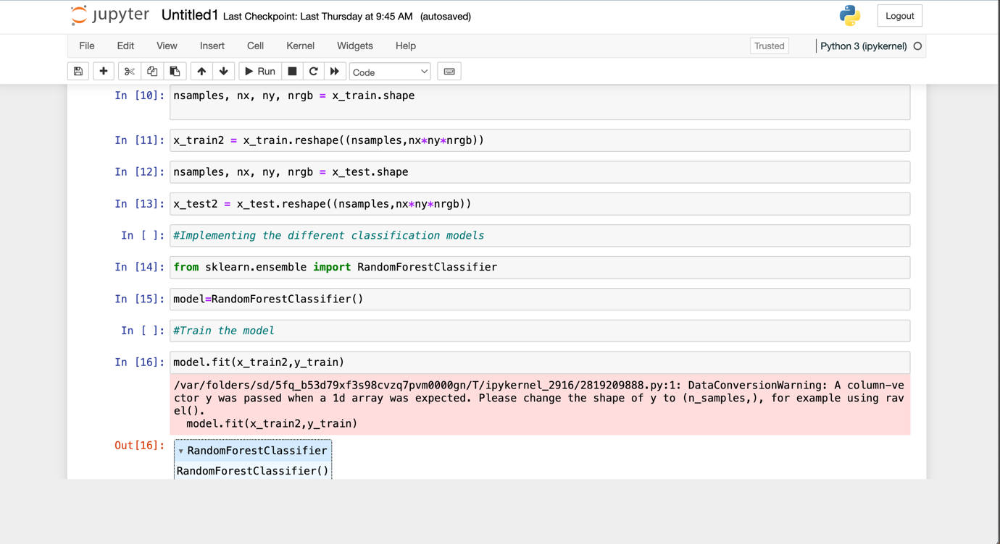 jupyter Untitled1 Last Checkpoint: Last Thursday at 9:45 AM (autosaved) Logout
File Edit View Insert Cell Kernel Widgets Help Trusted Python 3 (ipykernel)
Run Code
In [10]: nsamples, nx, ny, nrgb = x_train.shape
In [11]: x_train2 = x_train.reshape((nsamples,nx*ny*nrgb))
In [12]: nsamples, nx, ny, nrgb = x_test.shape
In [13]: x_test2 = x_test.reshape((nsamples,nx*ny*nrgb))
In [ ]: #Implementing the different classification models
In [14]: from sklearn.ensemble import RandomForestClassifier
In [15]: model=RandomForestClassifier()
In [ ]: #Train the model
In [16]: model.fit(x_train2,y_train)
/var/folders/sd/5fq_b53d79xf3s98cvzq7pvm0000gn/T/ipykernel_2916/2819209888.py:1: DataConversionWarning: A column-ve
ctor y was passed when a 1d array was expected. Please change the shape of y to (n_samples,), for example using rav
el().
model.fit(x_train2,y_train)
Out[16]: RandomForestClassifier
RandomForestClassifier()